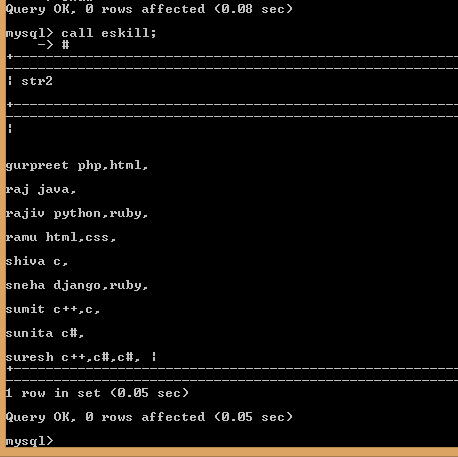 Query OK, 0 rows affected (0.08 sec)
mysql> call eskill;
    -> #
+------------------------------------------------------------
------------------------------------------------------------
| str2
+------------------------------------------------------------
------------------------------------------------------------
|
gurpreet php,html,
raj java,
rajiv python,ruby,
ramu html,css,
shiva c,
sneha django,ruby,
sumit c++,c,
sunita c#,
suresh c++,c#,c#, |
+------------------------------------------------------------
------------------------------------------------------------
1 row in set (0.05 sec)
Query OK, 0 rows affected (0.05 sec)
mysql>